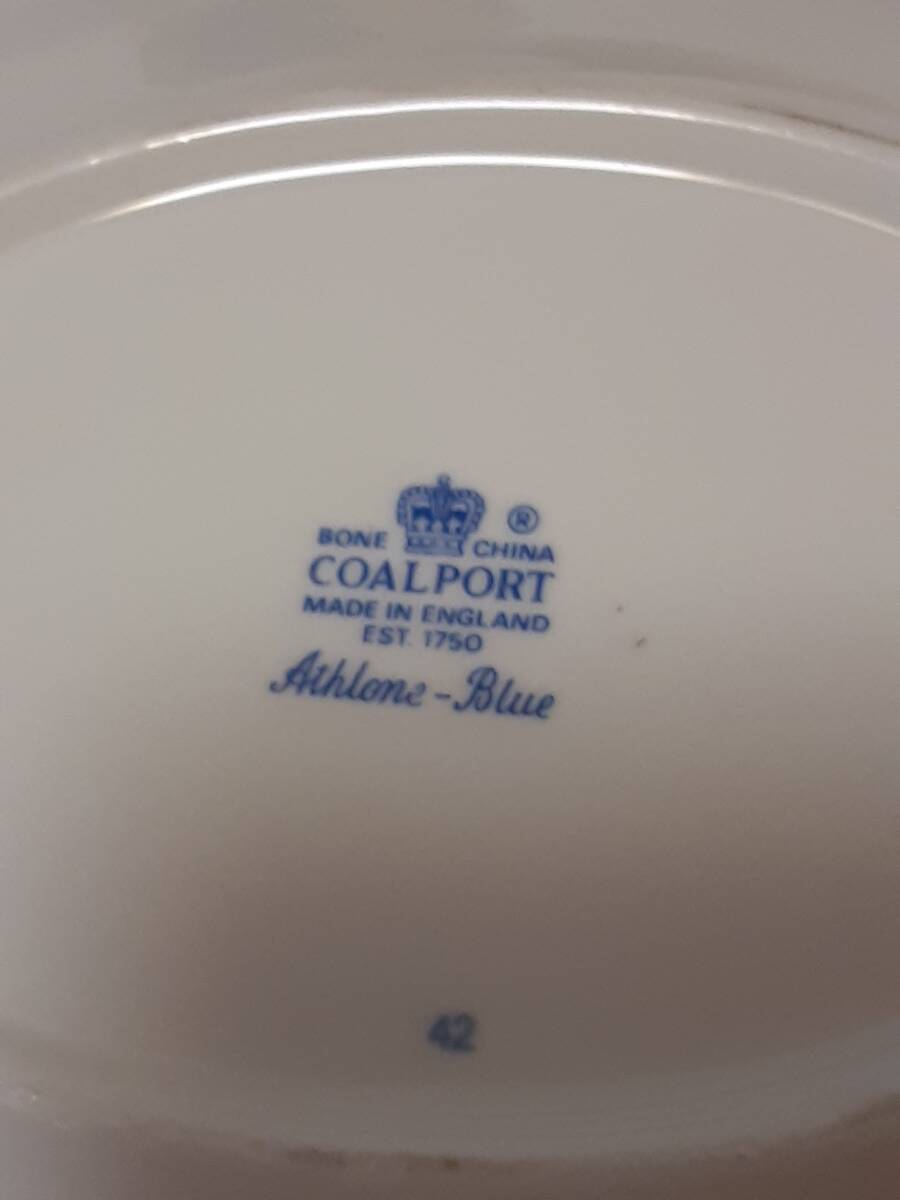 BONE CHINA ®
COALPORT
MADE IN ENGLAND
EST. 1750
Athlone - Blue
42